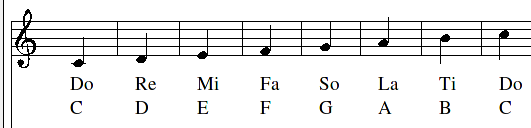 Do Re Mi Fa So La Ti Do
C D E F G A B C